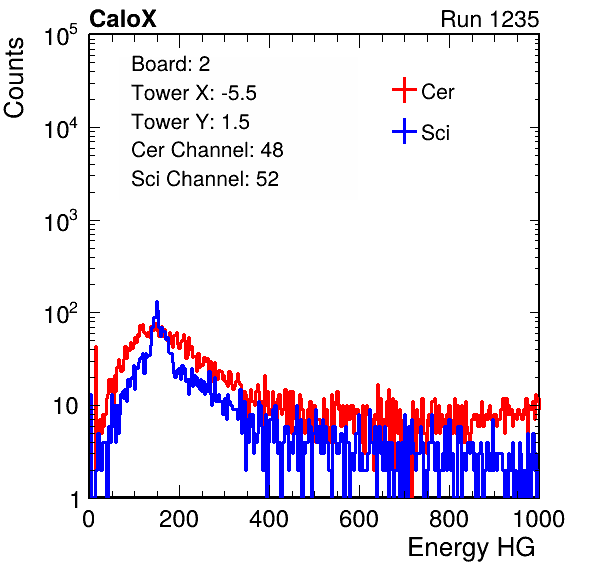 CaloX Run 1235
Counts
10^5
10^4
10^3
10^2
10
1
Board: 2
Tower X: -5.5
Tower Y: 1.5
Cer Channel: 48
Sci Channel: 52
Cer
Sci
0 200 400 600 800 1000
Energy HG